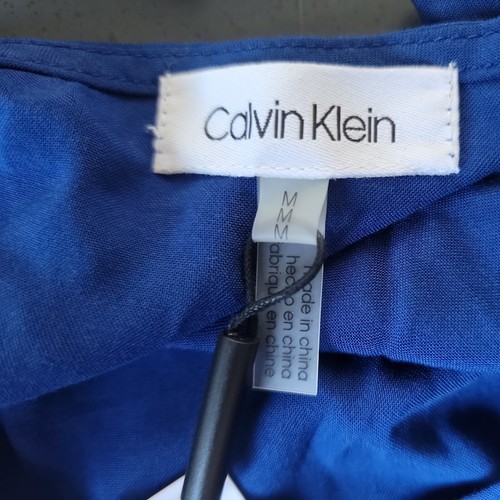 Calvin Klein
M
M
M
made in china
hecho en china
fabriqué en chine